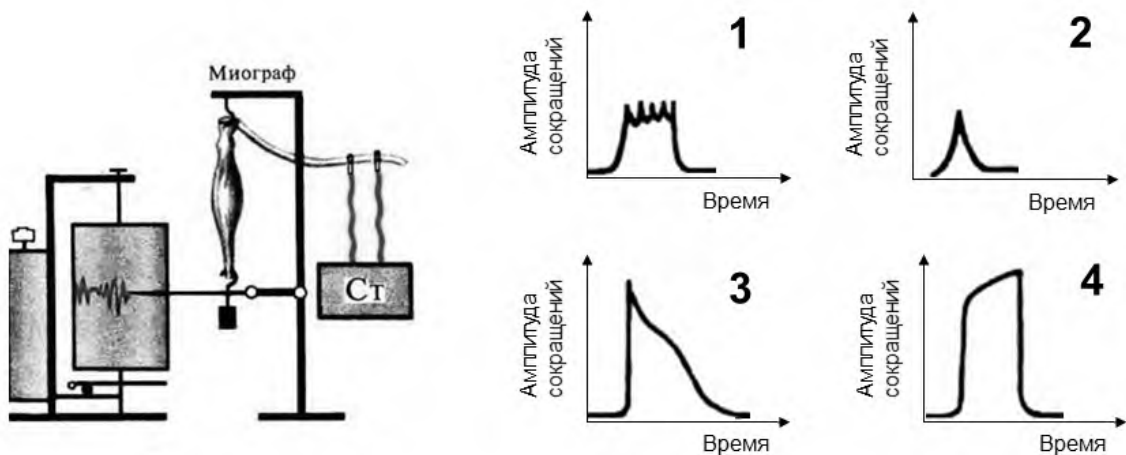 Миограф
Ст
1
Амплитуда
сокращений
Время
2
Амплитуда
сокращений
Время
3
Амплитуда
сокращений
Время
4
Амплитуда
сокращений
Время